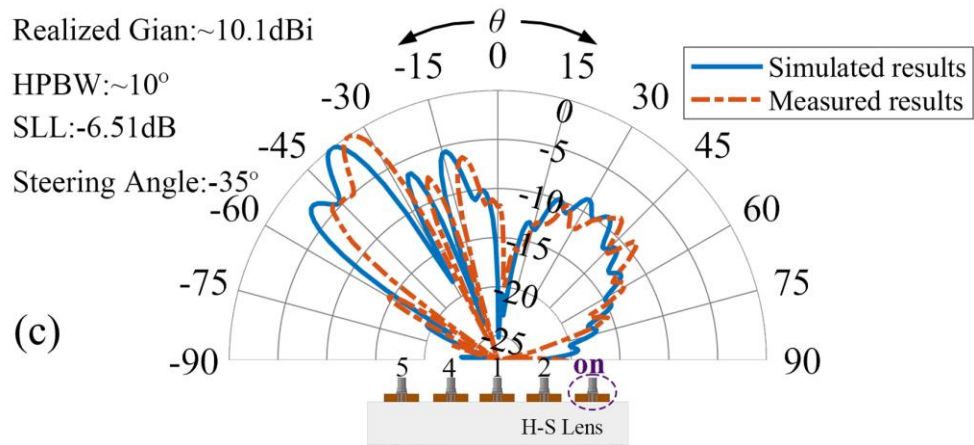 Realized Gian:~10.1dBi
HPBW:~10°
SLL:-6.51dB
Steering Angle:-35°
(c)
θ
-90
-75
-60
-45
-30
-15
0
15
30
45
60
75
90
0
-5
-10
-15
-20
-25
Simulated results
Measured results
5 4 1 2 on
H-S Lens